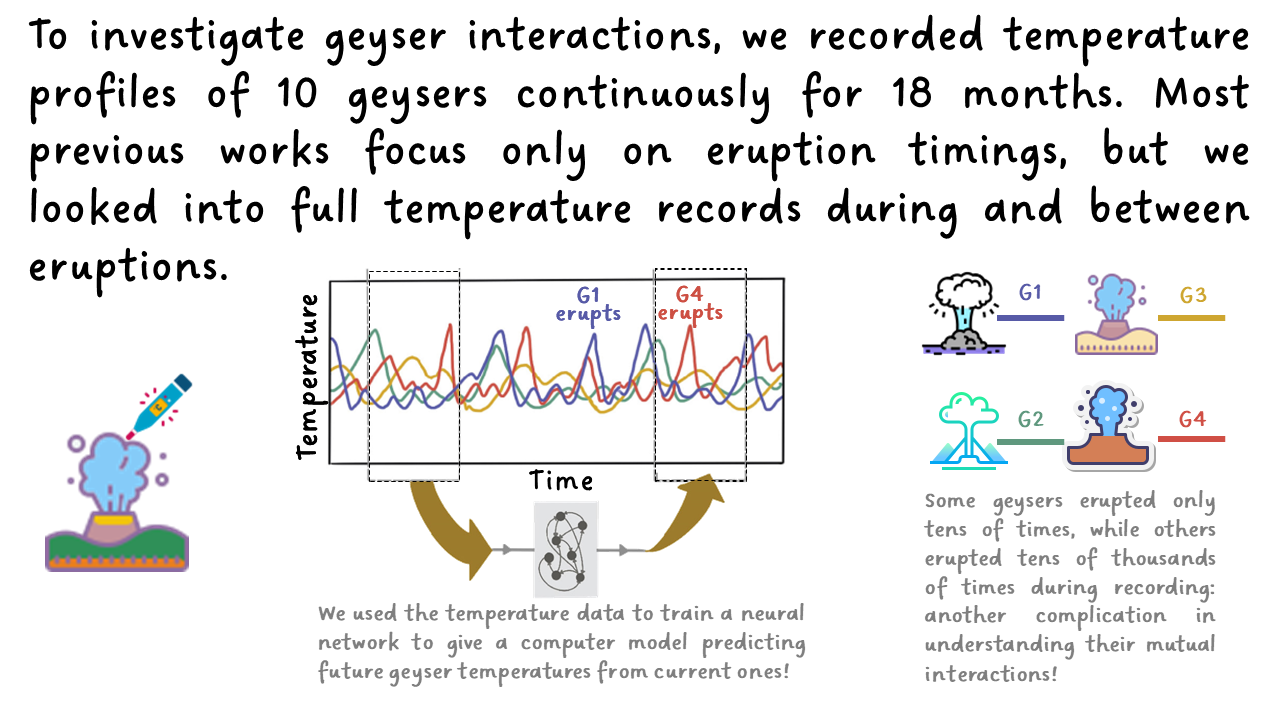 To investigate geyser interactions, we recorded temperature
profiles of 10 geysers continuously for 18 months. Most
previous works focus only on eruption timings, but we
looked into full temperature records during and between
eruptions.
Temperature
G1
erupts
G4
erupts
Time
We used the temperature data to train a neural
network to give a computer model predicting
future geyser temperatures from current ones!
G1
G3
G2
G4
Some geysers erupted only
tens of times, while others
erupted tens of thousands
of times during recording:
another complication in
understanding their mutual
interactions!